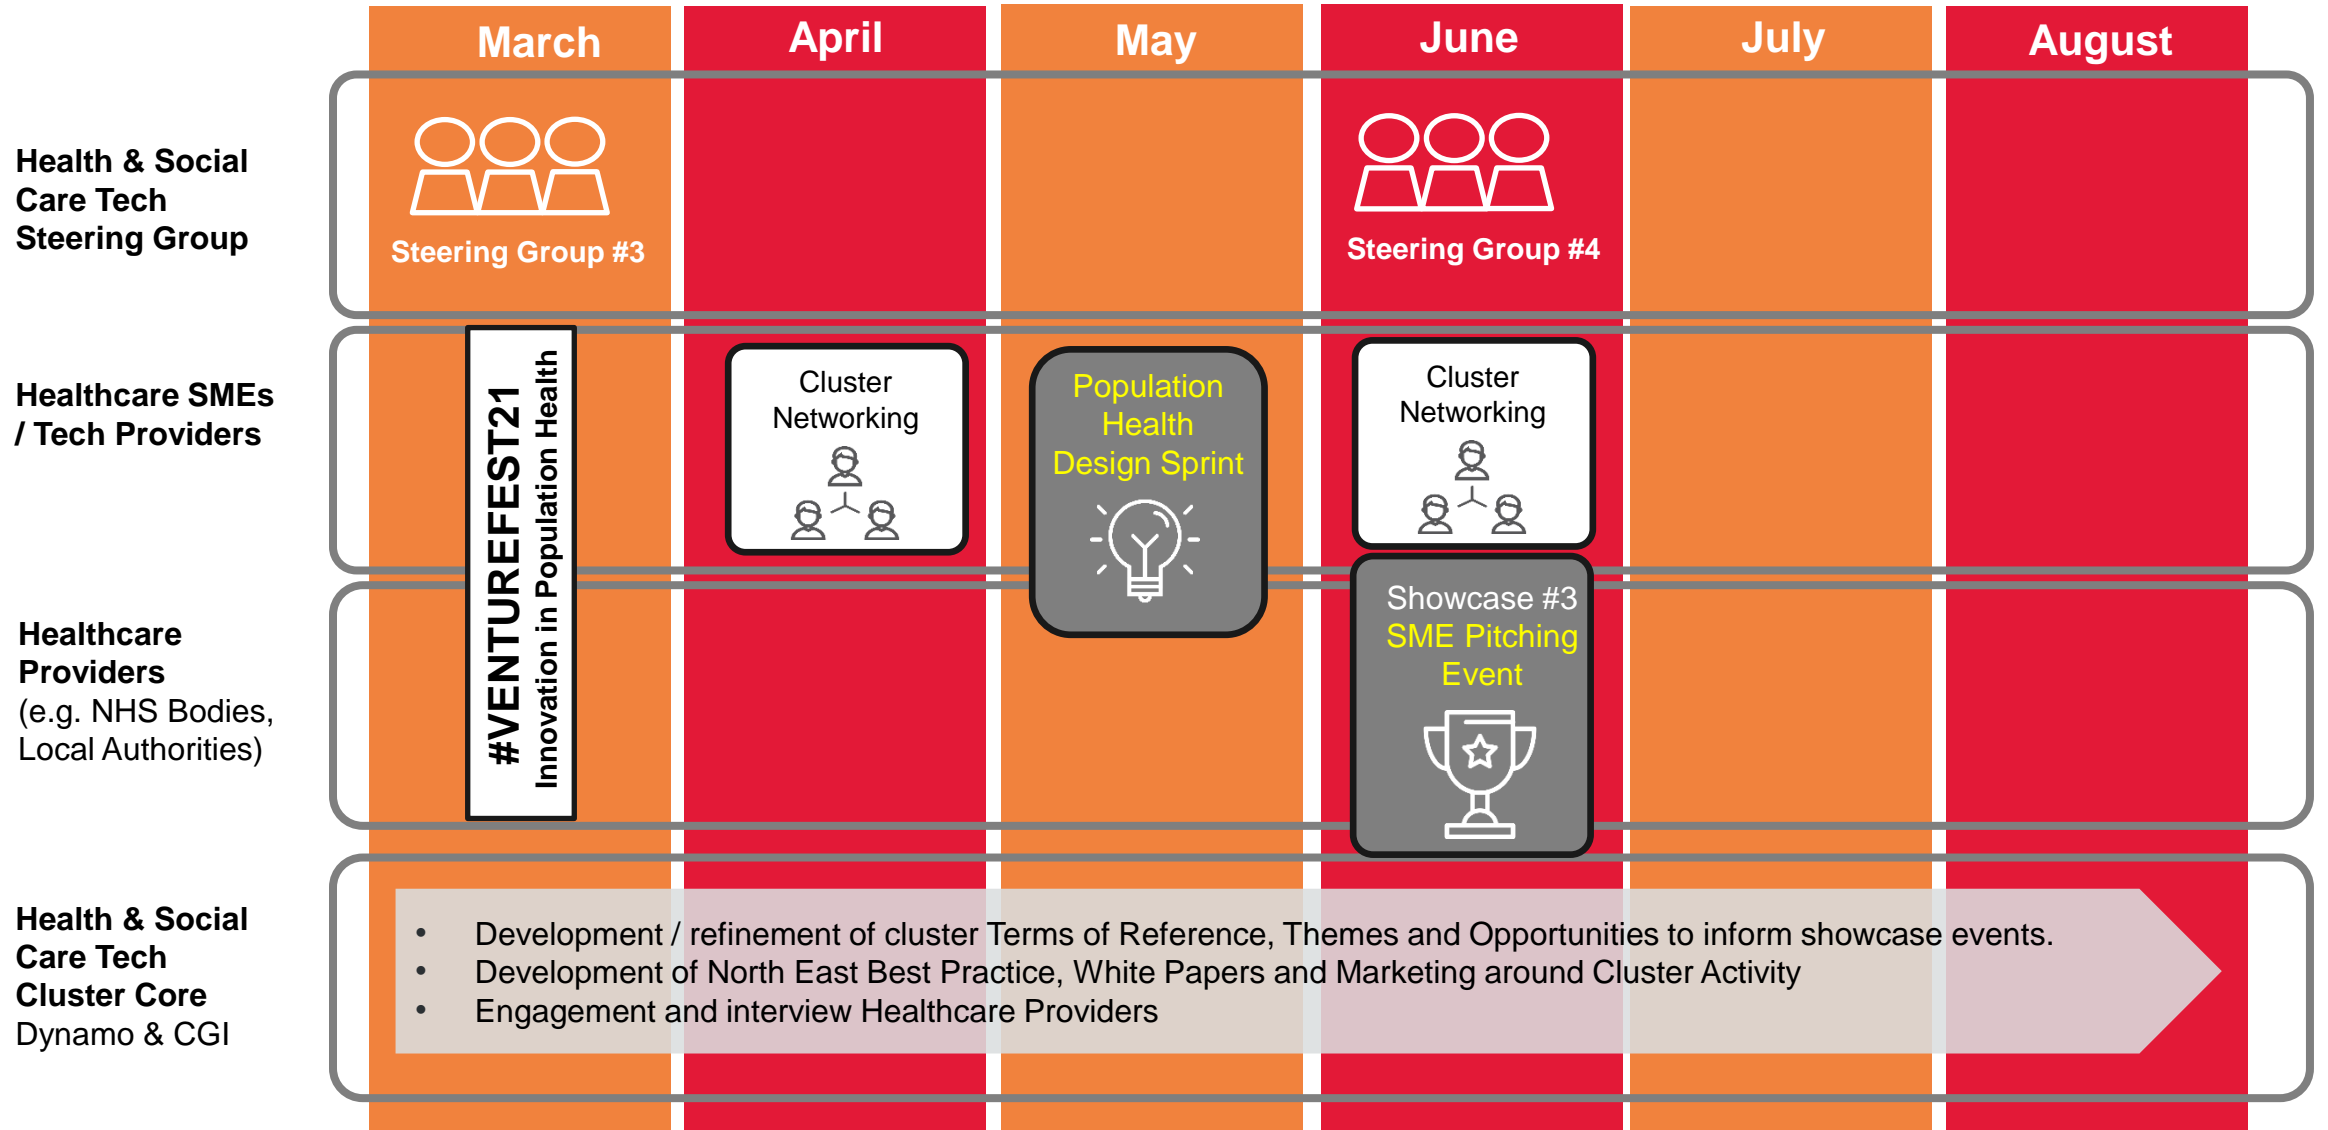 March
April
May
June
July
August
Health & Social
Care Tech
Steering Group
Steering Group #3
Steering Group #4
Healthcare SMEs
/ Tech Providers
#VENTUREFEST21
Innovation in Population Health
Cluster
Networking
Population
Health
Design Sprint
Cluster
Networking
Healthcare
Providers
(e.g. NHS Bodies,
Local Authorities)
Showcase #3
SME Pitching
Event
Health & Social
Care Tech
Cluster Core
Dynamo & CGI
• Development / refinement of cluster Terms of Reference, Themes and Opportunities to inform showcase events.
• Development of North East Best Practice, White Papers and Marketing around Cluster Activity
• Engagement and interview Healthcare Providers